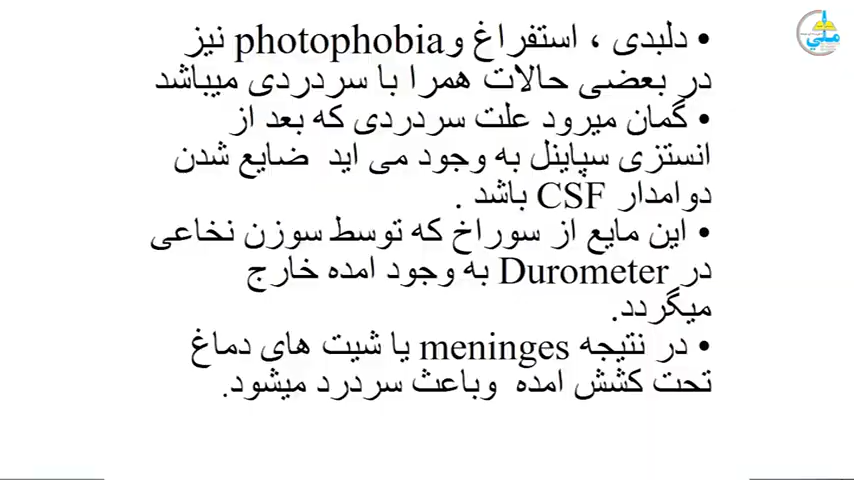 • دلبدی ، استفراغ وphotophobia نیز
در بعضی حالات همرا با سردردی میباشد
• گمان میرود علت سردردی که بعد از
انستزی سپاینل به وجود می اید ضایع شدن
دوامدار CSF باشد .
• این مایع از سوراخ که توسط سوزن نخاعی
در Durometer به وجود امده خارج
میگردد.
• در نتیجه meninges یا شیت های دماغ
تحت کشش امده وباعث سردرد میشود.
ملي